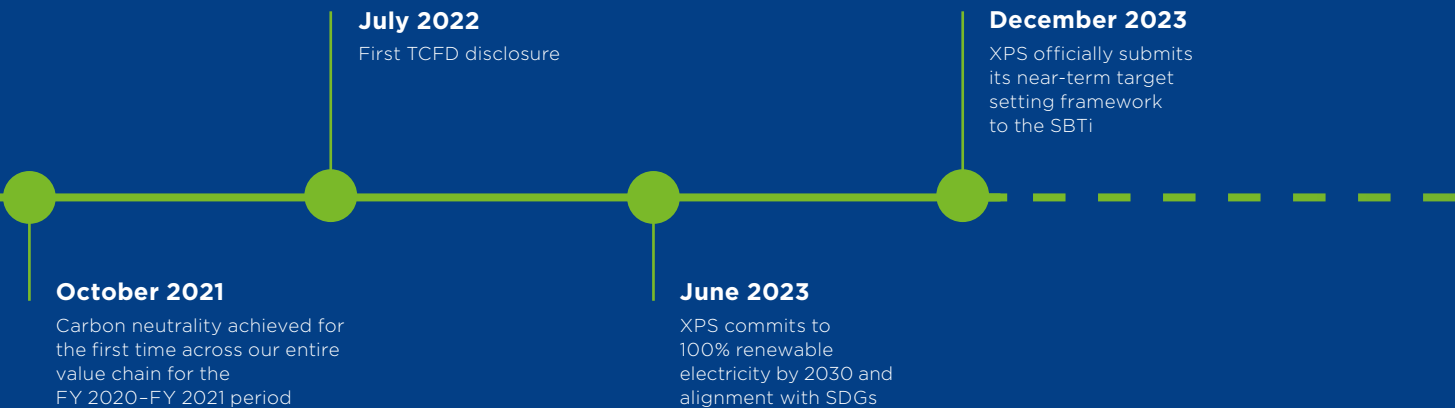 July 2022
First TCFD disclosure
December 2023
XPS officially submits
its near-term target
setting framework
to the SBTi
October 2021
Carbon neutrality achieved for
the first time across our entire
value chain for the
FY 2020–FY 2021 period
June 2023
XPS commits to
100% renewable
electricity by 2030 and
alignment with SDGs